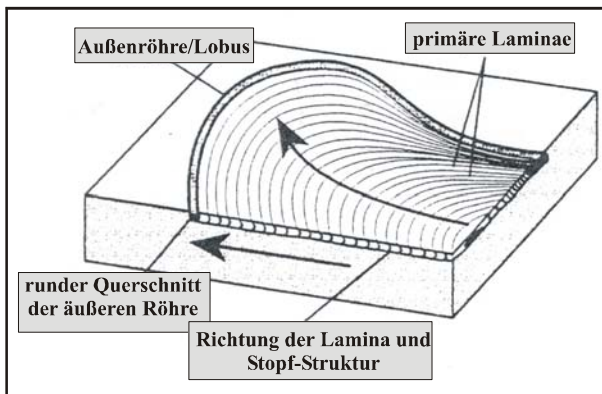 Außenröhre/Lobus
primäre Laminae
runder Querschnitt
der äußeren Röhre
Richtung der Lamina und
Stopf-Struktur